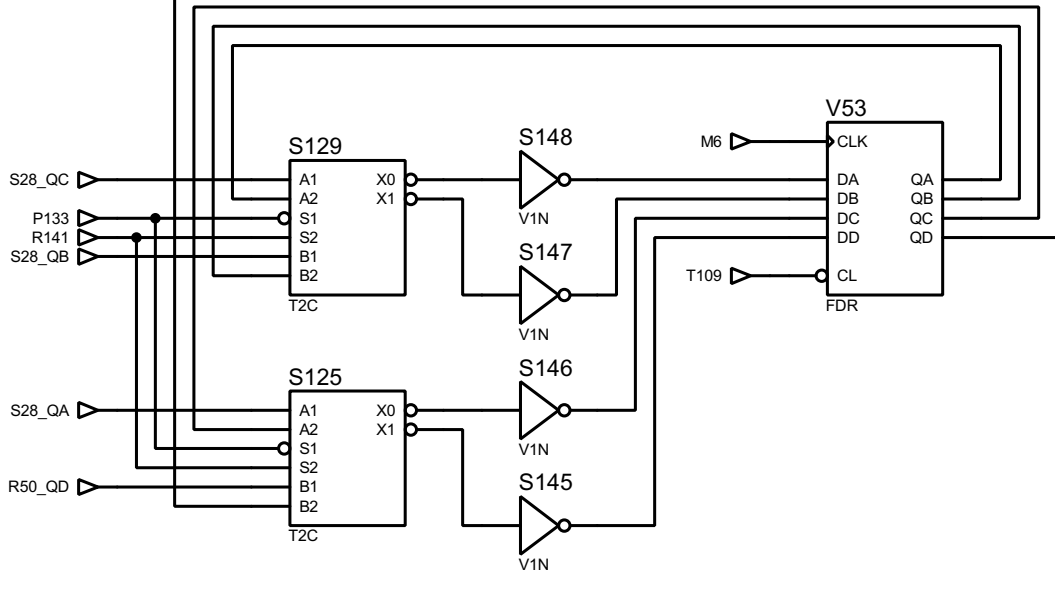 V53
S148
S129
M6
CLK
S28_QC
A1
X0
DA
QA
A2
X1
DB
QB
P133
S1
V1N
DC
QC
R141
S2
DD
QD
S28_QB
B1
S147
B2
T109
CL
T2C
FDR
V1N
S146
S125
S28_QA
A1
X0
A2
X1
S1
V1N
S2
R50_QD
B1
S145
B2
T2C
V1N